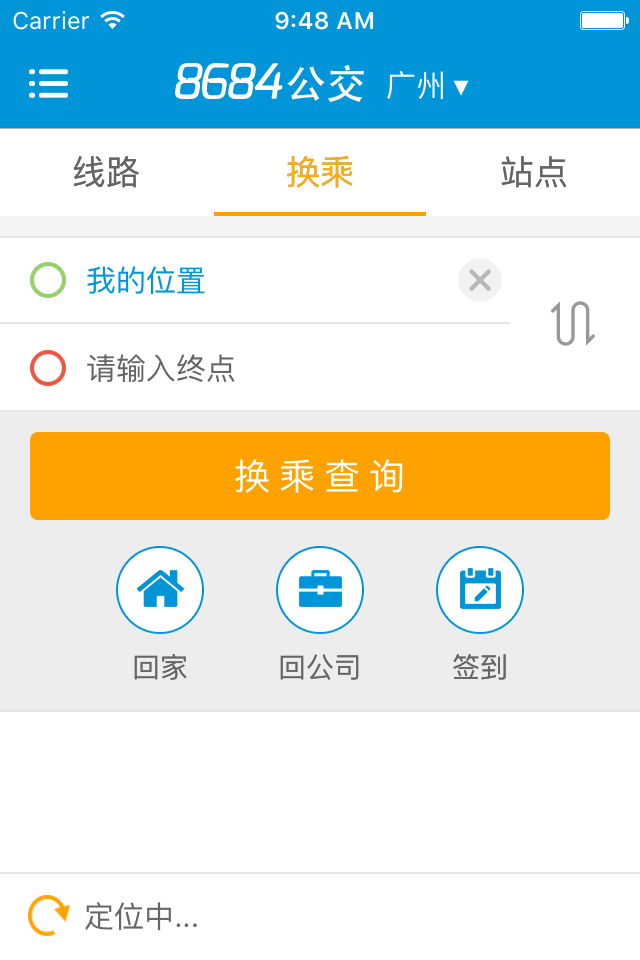 Carrier 9:48 AM
8684公交 广州 ▾
线路 换乘 站点
我的位置
请输入终点
换乘查询
回家 回公司 签到
定位中...